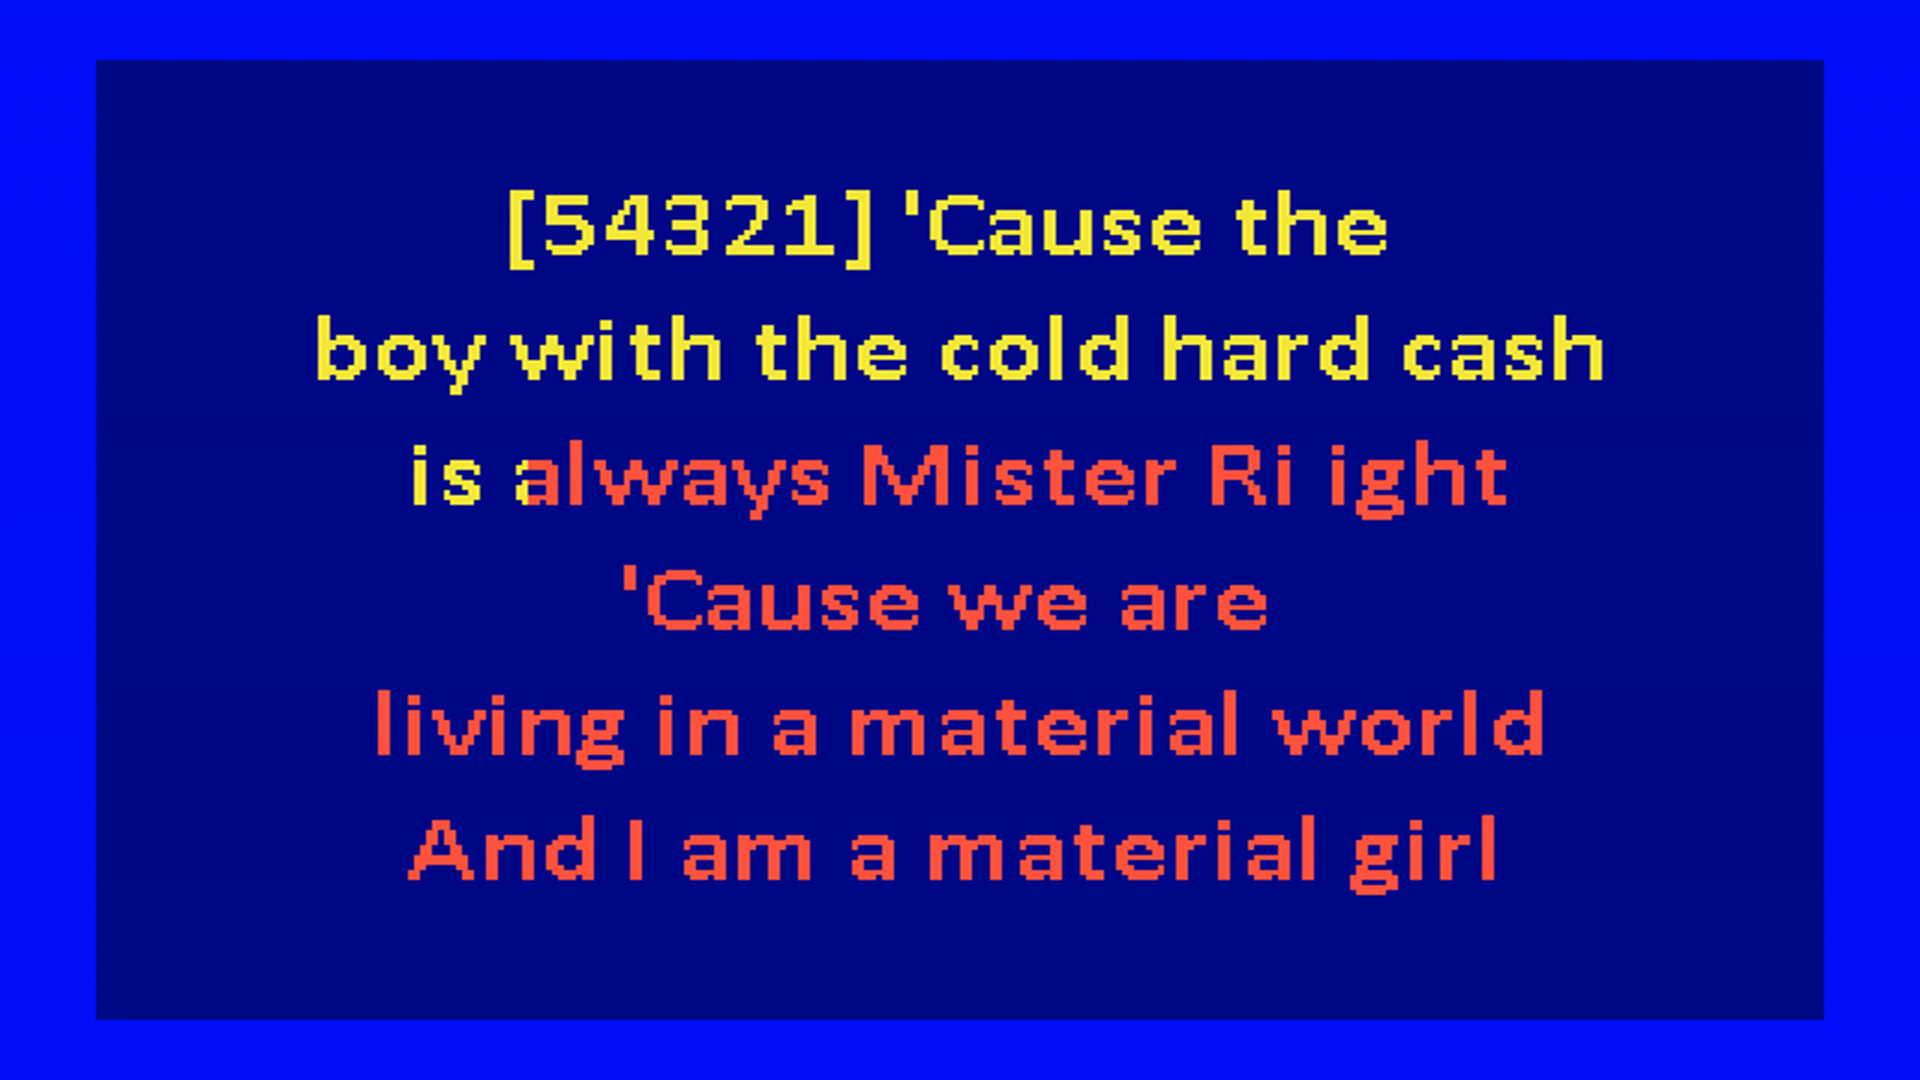 [54321] 'Cause the
boy with the cold hard cash
is always Mister Ri ight
'Cause we are
living in a material world
And I am a material girl